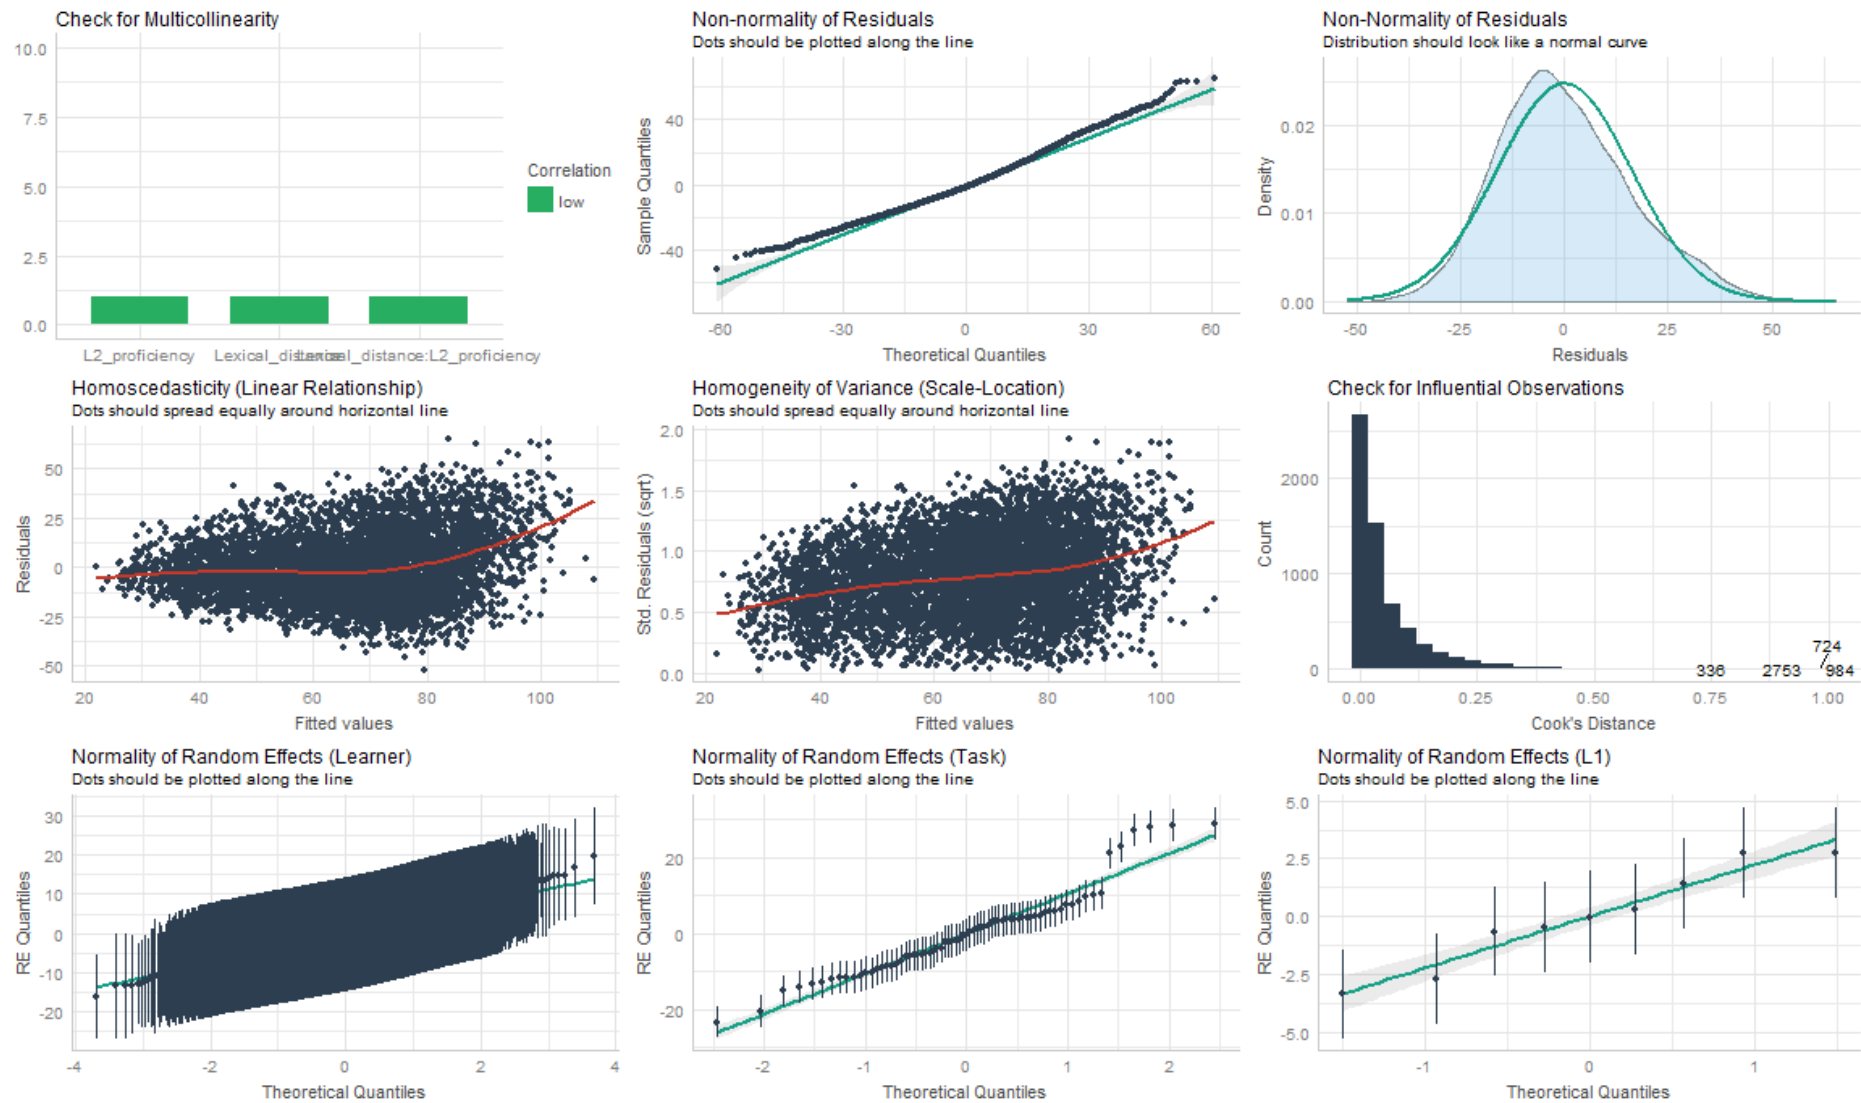 Check for Multicollinearity
10.0
7.5
5.0
2.5
0.0
L2_proficiency
Lexical_distance:L2_proficiency
Correlation
low
Non-normality of Residuals
Dots should be plotted along the line
Sample Quantiles
40
0
-40
-60 -30 0 30 60
Theoretical Quantiles
Non-Normality of Residuals
Distribution should look like a normal curve
Density
0.02
0.01
0.00
-50 -25 0 25 50
Residuals
Homoscedasticity (Linear Relationship)
Dots should spread equally around horizontal line
Residuals
50
25
0
-25
-50
20 40 60 80 100
Fitted values
Homogeneity of Variance (Scale-Location)
Dots should spread equally around horizontal line
Std. Residuals (sqrt)
2.0
1.5
1.0
0.5
0.0
20 40 60 80 100
Fitted values
Check for Influential Observations
Count
2000
1000
0
724
336 2753 984
0.00 0.25 0.50 0.75 1.00
Cook's Distance
Normality of Random Effects (Learner)
Dots should be plotted along the line
RE Quantiles
30
20
10
0
-10
-20
-4 -2 0 2 4
Theoretical Quantiles
Normality of Random Effects (Task)
Dots should be plotted along the line
RE Quantiles
20
0
-20
-2 -1 0 1 2
Theoretical Quantiles
Normality of Random Effects (L1)
Dots should be plotted along the line
RE Quantiles
5.0
2.5
0.0
-2.5
-5.0
-1 0 1
Theoretical Quantiles